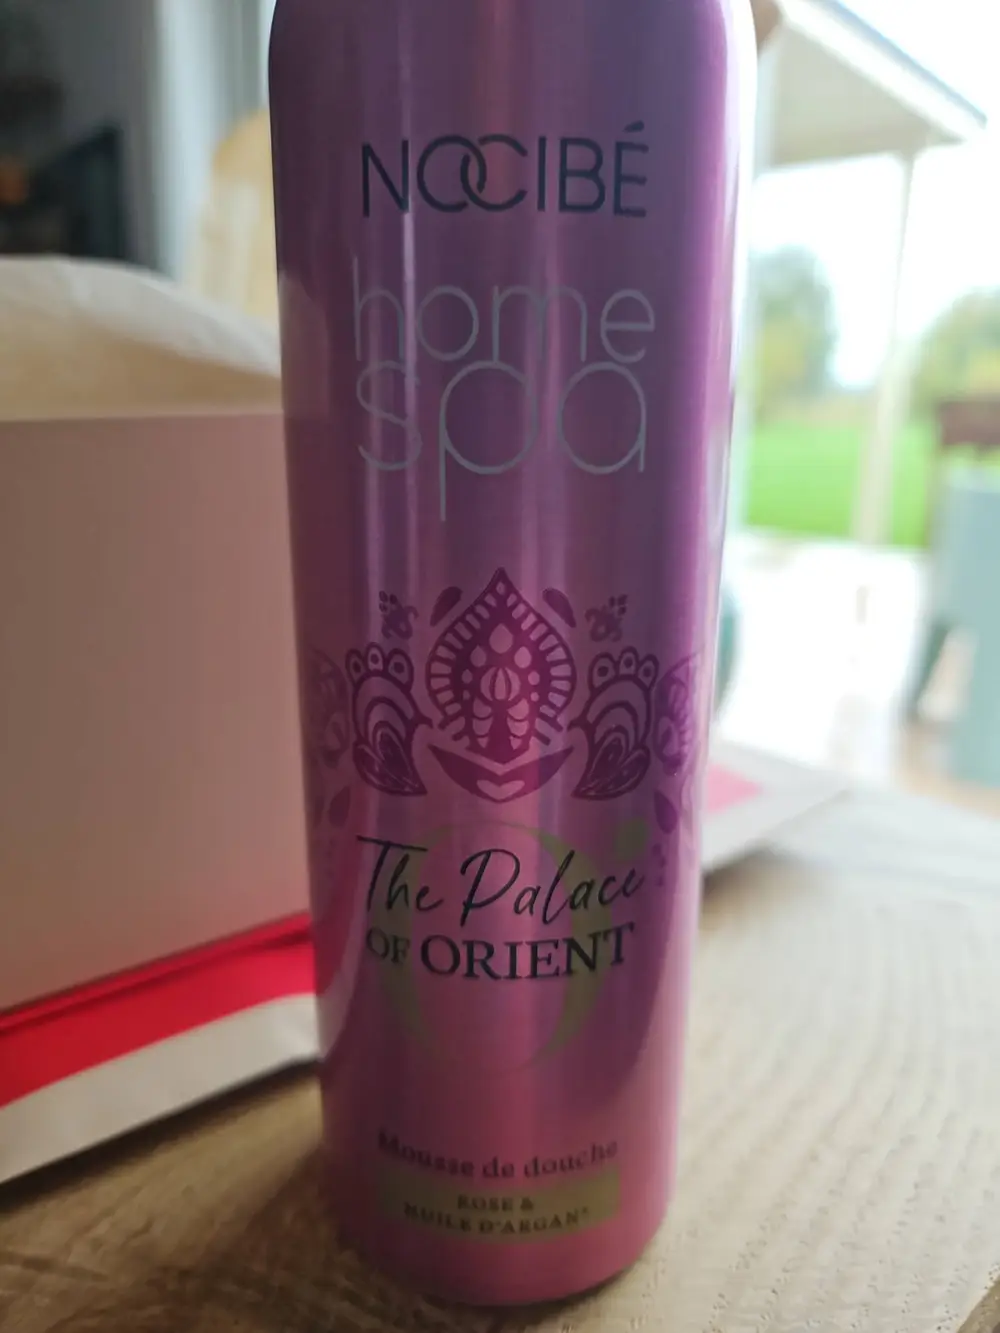 NOCIBÉ
home
spa
The Palace
OF ORIENT
Mousse de douche
ROSE &
HUILE D'ARGAN*